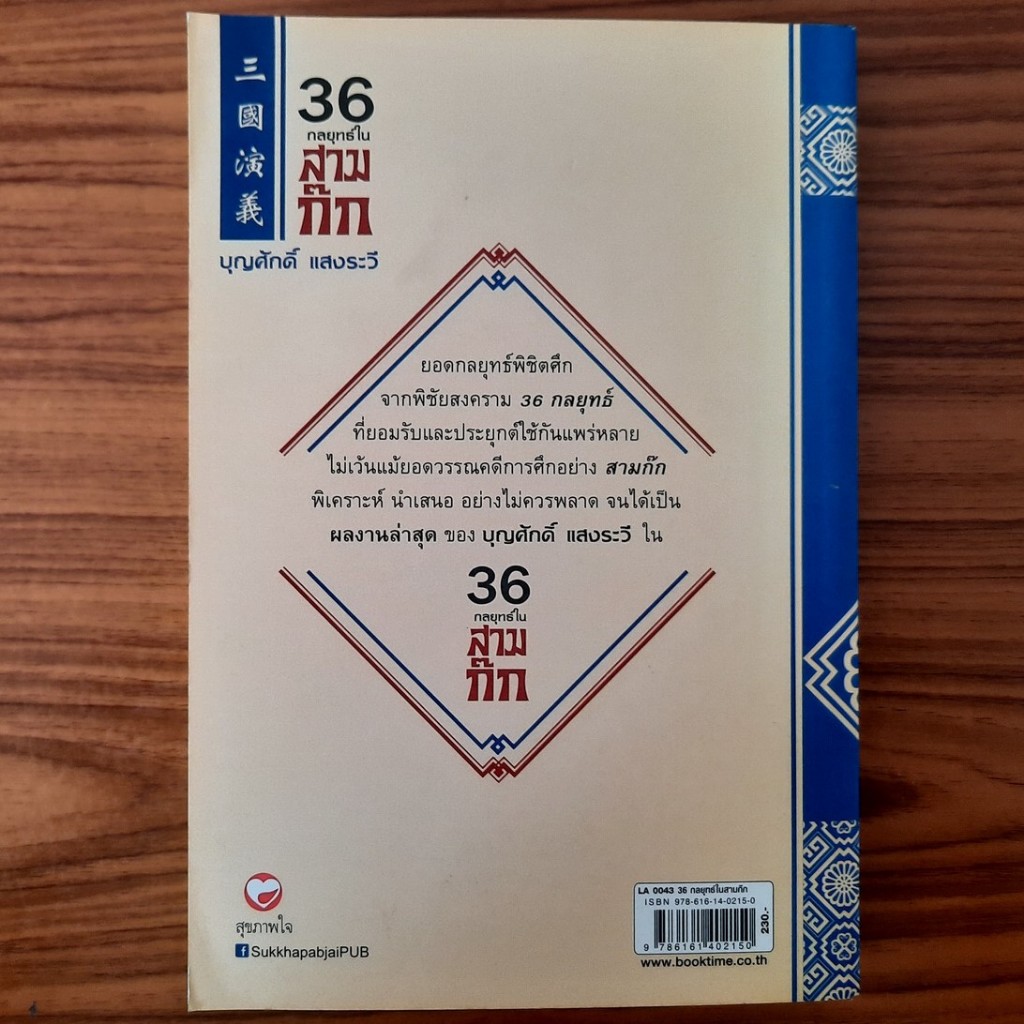 三國演義
36
กลยุทธ์ใน
สาม
ก๊ก
บุญศักดิ์ แสงระวี
ยอดกลยุทธ์พิชิตศึก
จากพิชัยสงคราม 36 กลยุทธ์
ที่ยอมรับและประยุกต์ใช้กันแพร่หลาย
ไม่เว้นแม้ยอดวรรณคดีการศึกอย่าง สามก๊ก
พิเคราะห์ นำเสนอ อย่างไม่ควรพลาด จนได้เป็น
ผลงานล่าสุด ของ บุญศักดิ์ แสงระวี ใน
36
กลยุทธ์ใน
สาม
ก๊ก
สุขภาพใจ
f SukkhapabjaiPUB
LA 0043 36 กลยุทธ์ในสามก๊ก
ISBN 978-616-14-0215-0
230.-
9 786161 402150
www.booktime.co.th